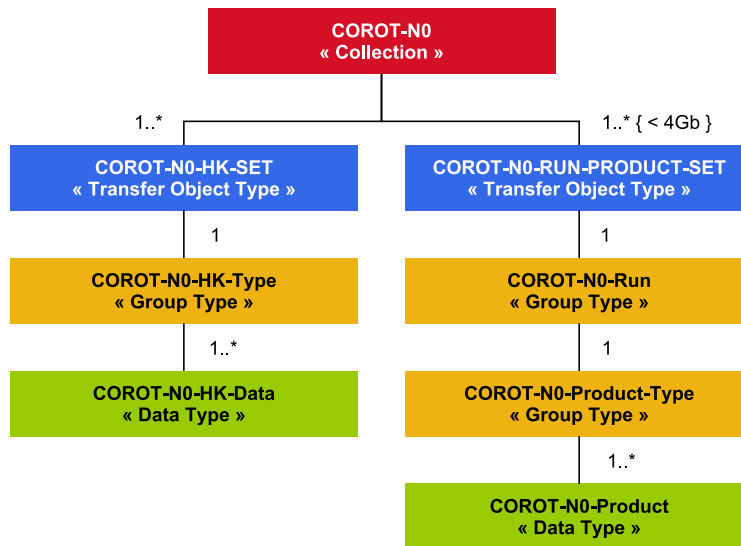 COROT-N0
« Collection »
1..*
1..* { < 4Gb }
COROT-N0-HK-SET
« Transfer Object Type »
COROT-N0-RUN-PRODUCT-SET
« Transfer Object Type »
1
1
COROT-N0-HK-Type
« Group Type »
COROT-N0-Run
« Group Type »
1..*
1
COROT-N0-HK-Data
« Data Type »
COROT-N0-Product-Type
« Group Type »
1..*
COROT-N0-Product
« Data Type »